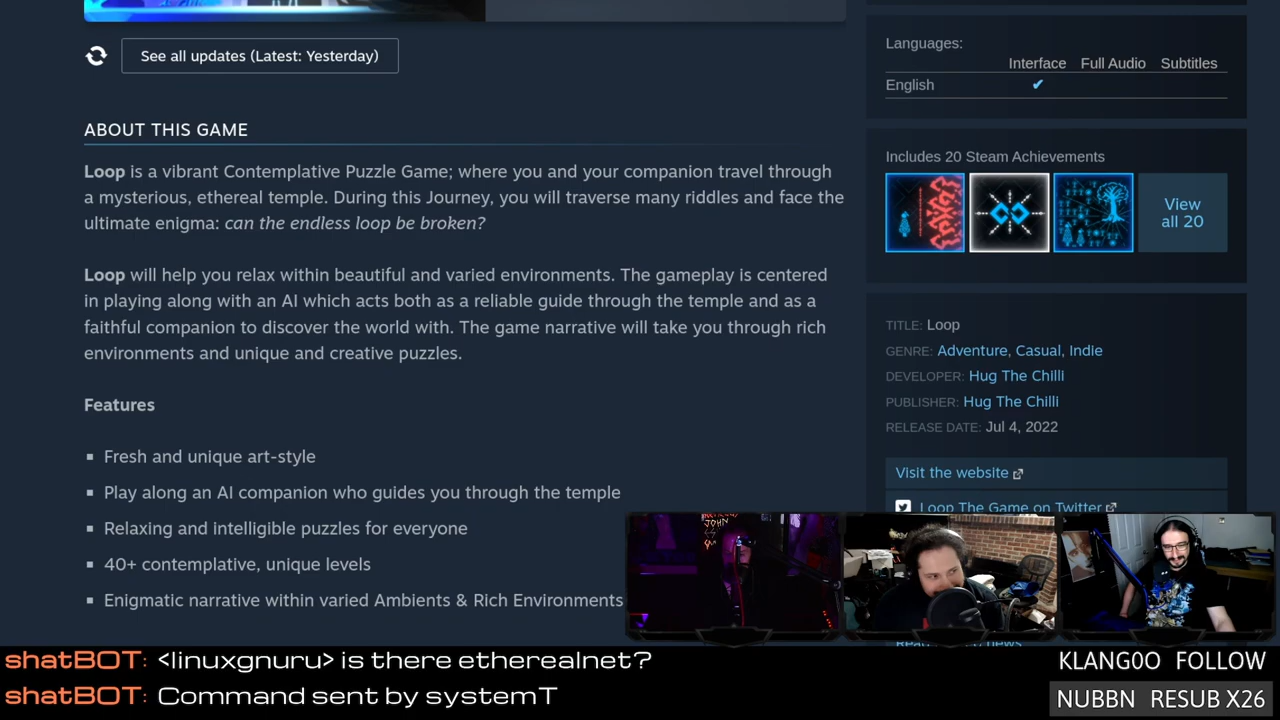 See all updates (Latest: Yesterday)
ABOUT THIS GAME
Loop is a vibrant Contemplative Puzzle Game; where you and your companion travel through
a mysterious, ethereal temple. During this Journey, you will traverse many riddles and face the
ultimate enigma: can the endless loop be broken?
Loop will help you relax within beautiful and varied environments. The gameplay is centered
in playing along with an AI which acts both as a reliable guide through the temple and as a
faithful companion to discover the world with. The game narrative will take you through rich
environments and unique and creative puzzles.
Features
Fresh and unique art-style
Play along an AI companion who guides you through the temple
Relaxing and intelligible puzzles for everyone
40+ contemplative, unique levels
Enigmatic narrative within varied Ambients & Rich Environments
Languages:
Interface Full Audio Subtitles
English ✔
Includes 20 Steam Achievements
View
all 20
TITLE: Loop
GENRE: Adventure, Casual, Indie
DEVELOPER: Hug The Chilli
PUBLISHER: Hug The Chilli
RELEASE DATE: Jul 4, 2022
Visit the website
Loop The Game on Twitter
JOHN
shatBOT: <linuxgnuru> is there etherealnet?
shatBOT: Command sent by systemT
KLANG0O FOLLOW
NUBBN RESUB X26